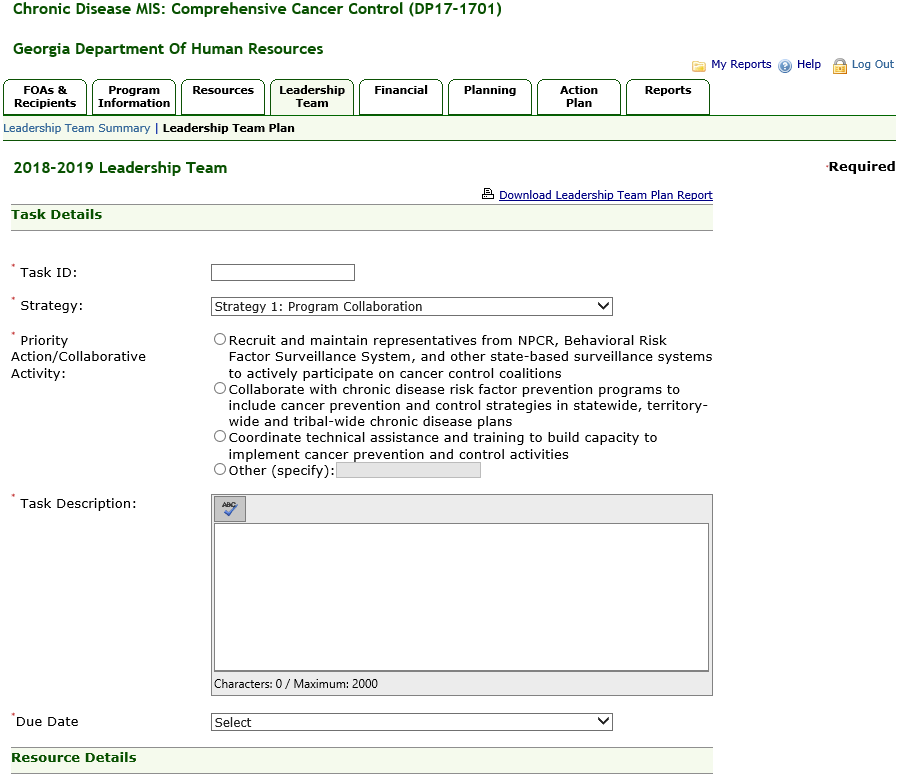 Chronic Disease MIS: Comprehensive Cancer Control (DP17-1701)
Georgia Department Of Human Resources
My Reports Help Log Out
FOAs & Recipients Program Information Resources Leadership Team Financial Planning Action Plan Reports
Leadership Team Summary | Leadership Team Plan
2018-2019 Leadership Team *Required
Download Leadership Team Plan Report
Task Details
* Task ID:
* Strategy: Strategy 1: Program Collaboration
* Priority
Action/Collaborative
Activity:
Recruit and maintain representatives from NPCR, Behavioral Risk
Factor Surveillance System, and other state-based surveillance systems
to actively participate on cancer control coalitions
Collaborate with chronic disease risk factor prevention programs to
include cancer prevention and control strategies in statewide, territory-
wide and tribal-wide chronic disease plans
Coordinate technical assistance and training to build capacity to
implement cancer prevention and control activities
Other (specify):
* Task Description:
ABC
Characters: 0 / Maximum: 2000
*Due Date Select
Resource Details